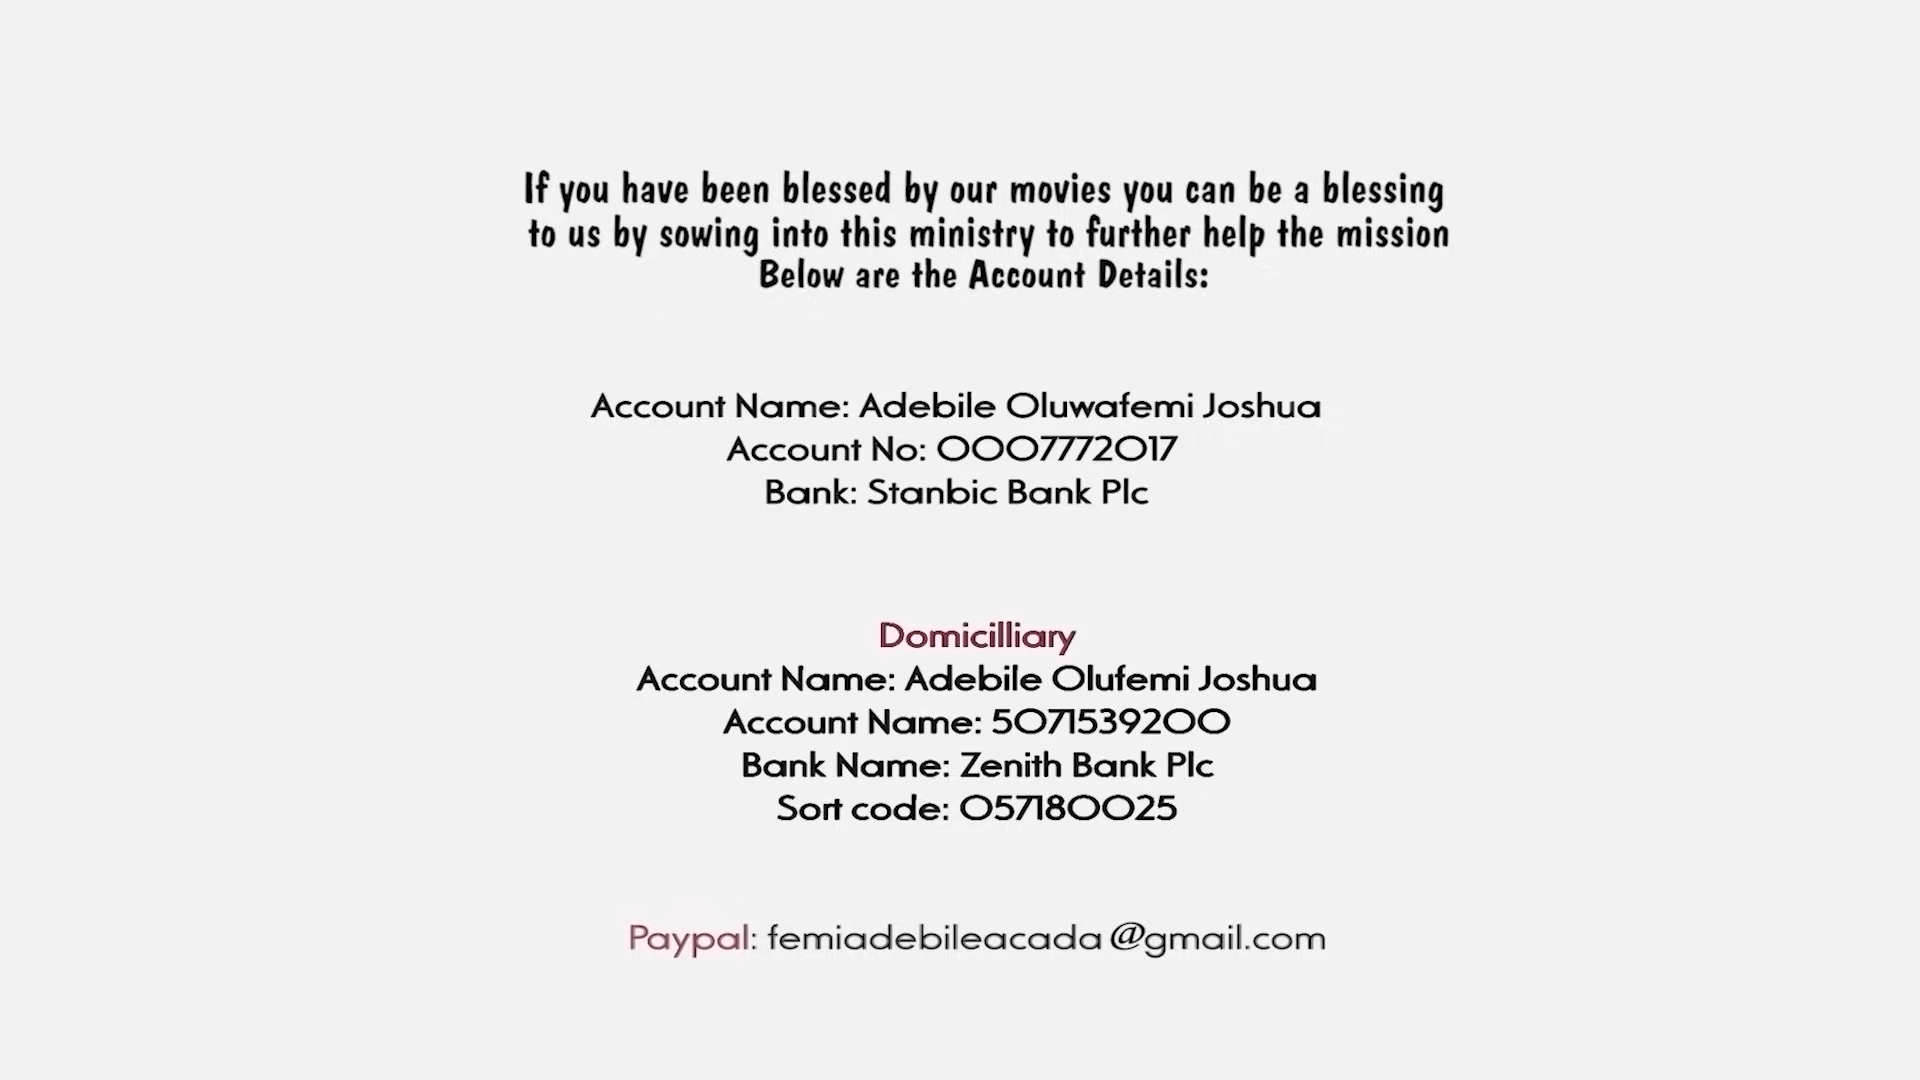 If you have been blessed by our movies you can be a blessing
to us by sowing into this ministry to further help the mission
Below are the Account Details:
Account Name: Adebile Oluwafemi Joshua
Account No: 0007772017
Bank: Stanbic Bank Plc
Domicilliary
Account Name: Adebile Olufemi Joshua
Account Name: 5071539200
Bank Name: Zenith Bank Plc
Sort code: 057180025
Paypal: femiadebileacada@gmail.com